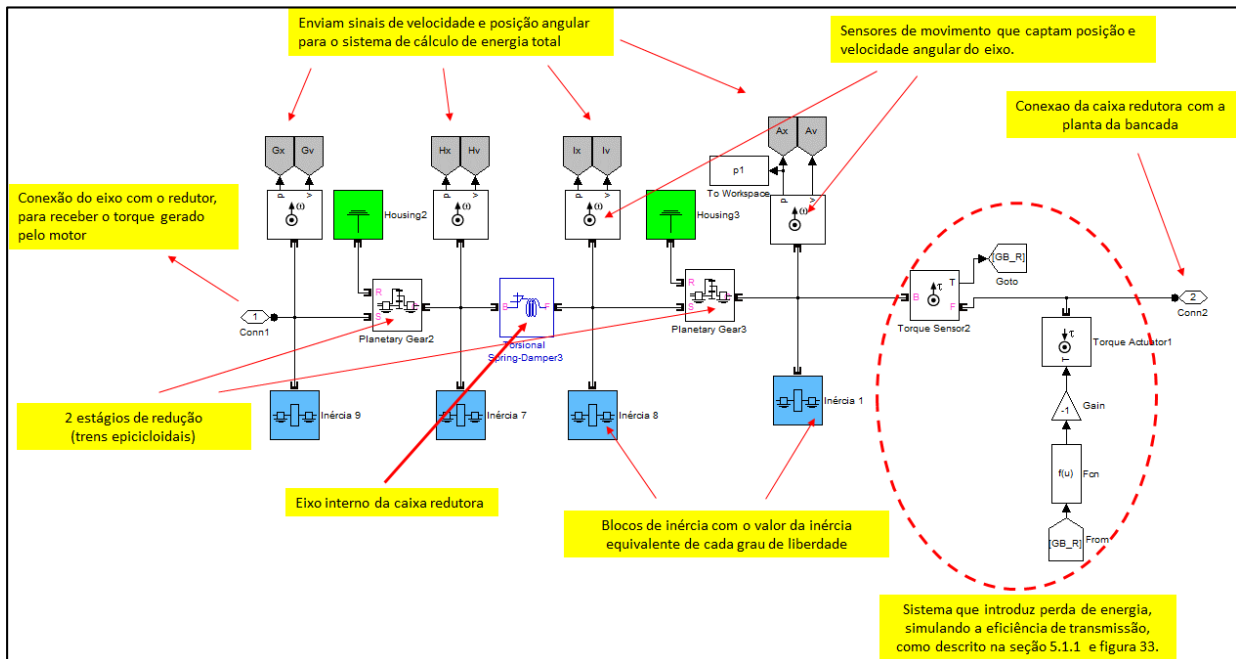 Enviam sinais de velocidade e posição angular
para o sistema de cálculo de energia total
Sensores de movimento que captam posição e
velocidade angular do eixo.
Conexao da caixa redutora com a
planta da bancada
Conexão do eixo com o redutor,
para receber o torque gerado
pelo motor
Gx Gv
Hx Hv
Ix Iv
Ax Av
p1
To Workspace
p v
p v
p v
p v
ω
ω
ω
ω
Housing2
Housing3
[GB_R]
Goto
1
Conn1
R
S
Planetary Gear2
B F
Torsional
Spring-Damper3
R
S
Planetary Gear3
B
τ
T
F
Torque Sensor2
2
Conn2
τ
T
Torque Actuator1
-1
Gain
f(u)
Fcn
[GB_R]
From
Inércia 9
Inércia 7
Inércia 8
Inércia 1
2 estágios de redução
(trens epicicloidais)
Eixo interno da caixa redutora
Blocos de inércia com o valor da inércia
equivalente de cada grau de liberdade
Sistema que introduz perda de energia,
simulando a eficiência de transmissão,
como descrito na seção 5.1.1 e figura 33.